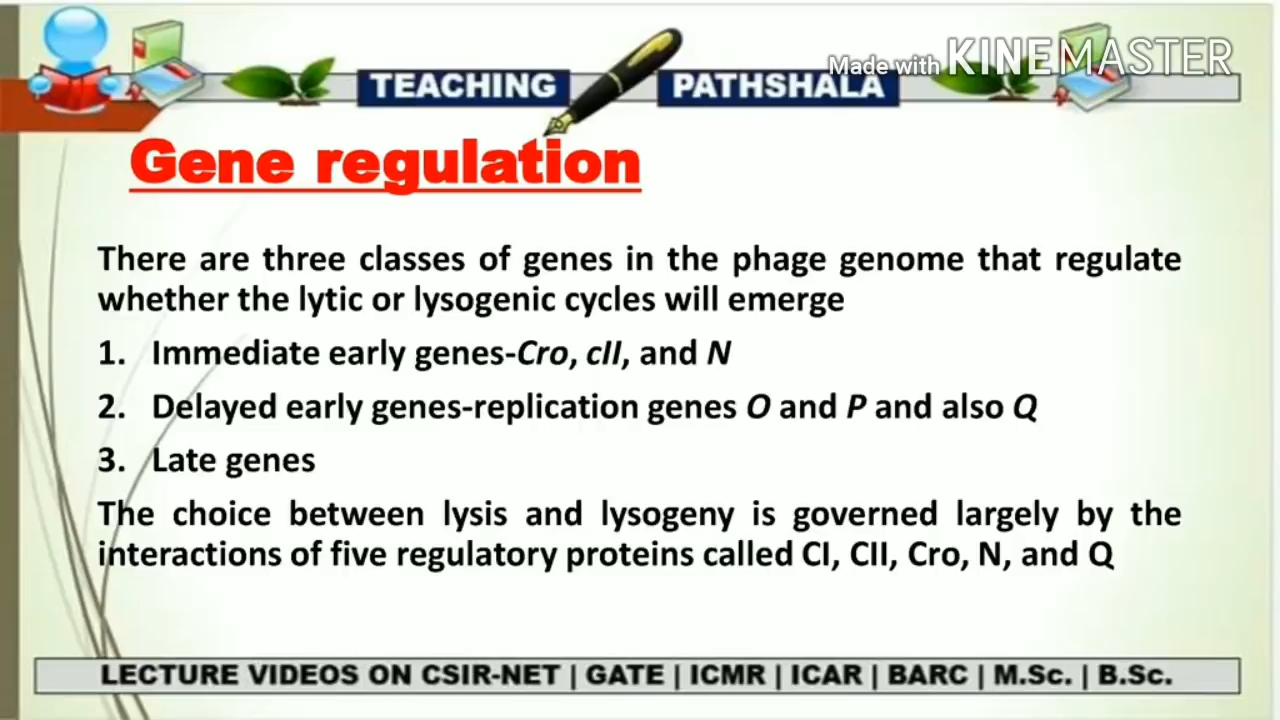 Made with KINEMASTER
TEACHING PATHSHALA
Gene regulation
There are three classes of genes in the phage genome that regulate
whether the lytic or lysogenic cycles will emerge
1. Immediate early genes-Cro, cII, and N
2. Delayed early genes-replication genes O and P and also Q
3. Late genes
The choice between lysis and lysogeny is governed largely by the
interactions of five regulatory proteins called CI, CII, Cro, N, and Q
LECTURE VIDEOS ON CSIR-NET | GATE | ICMR | ICAR | BARC | M.Sc. | B.Sc.